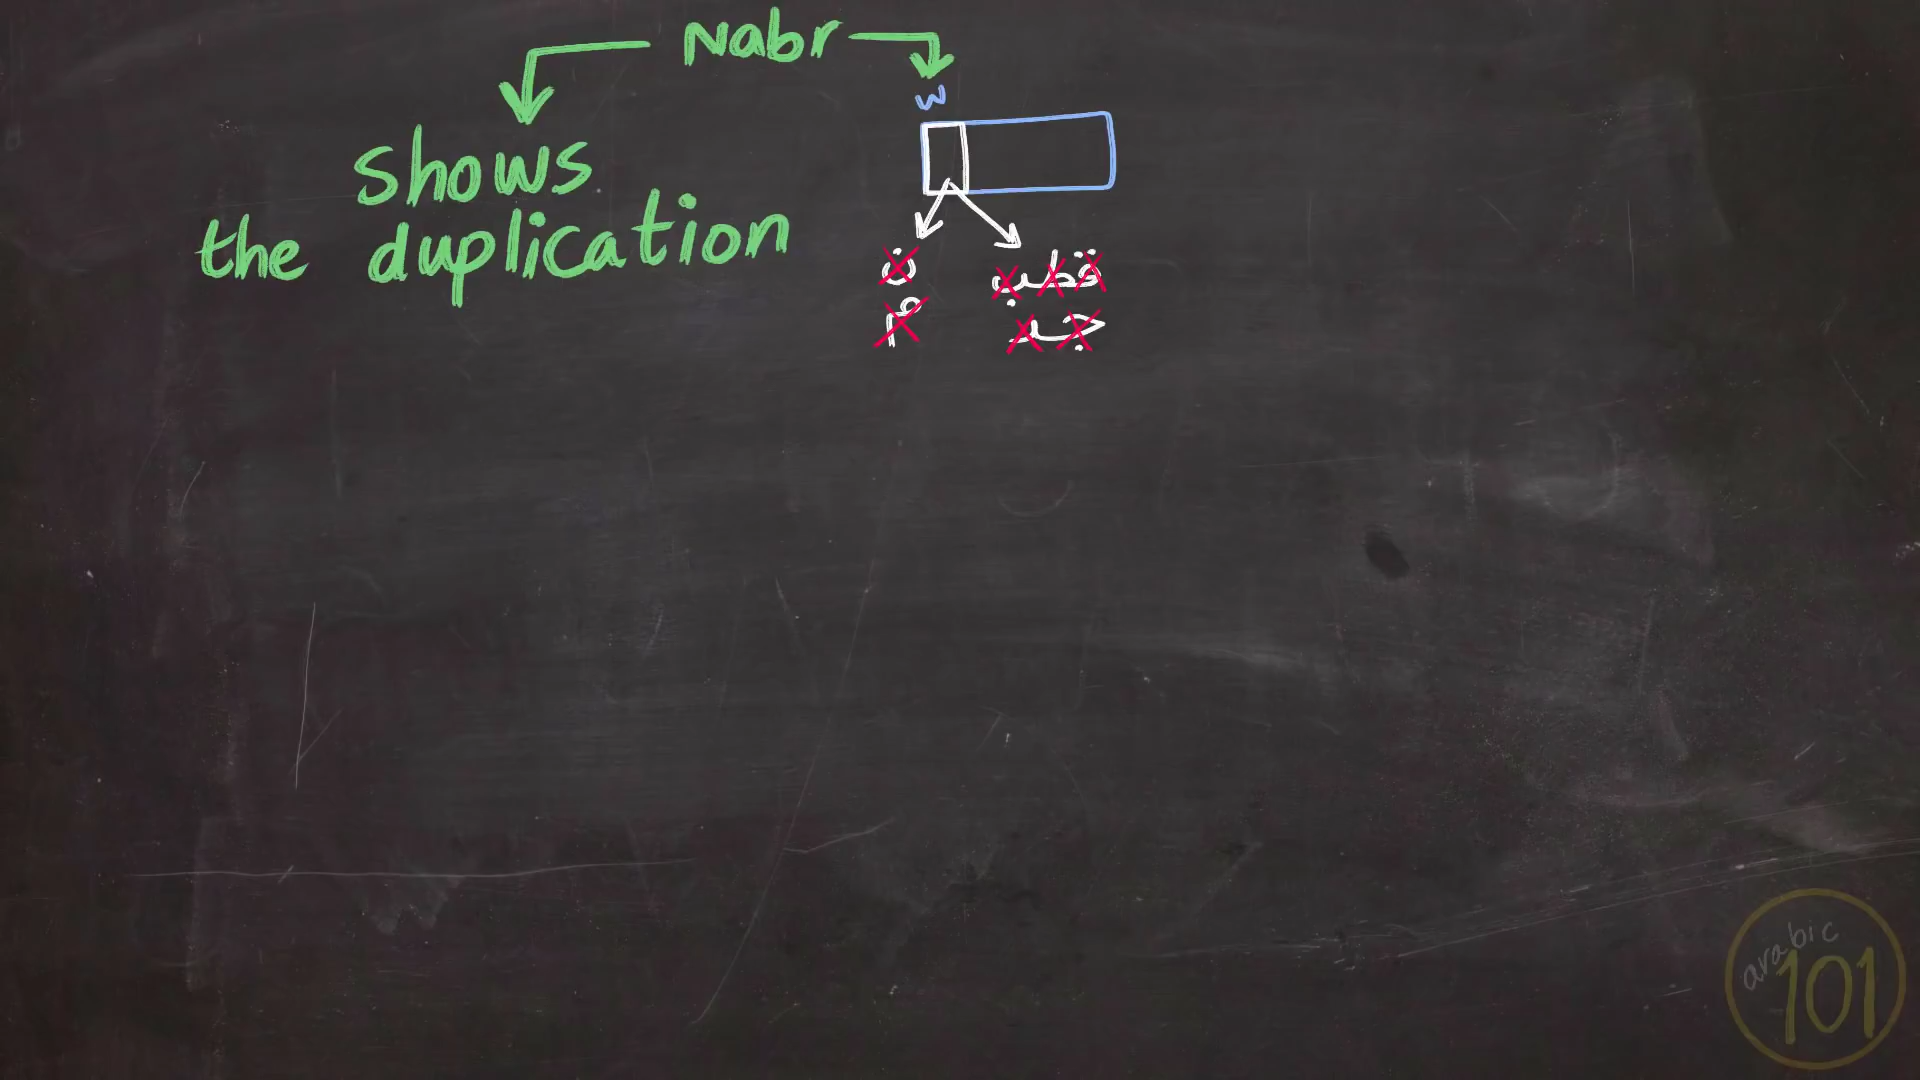 Nabr
shows
the duplication
ن
م
قطب
جد
arabic
101